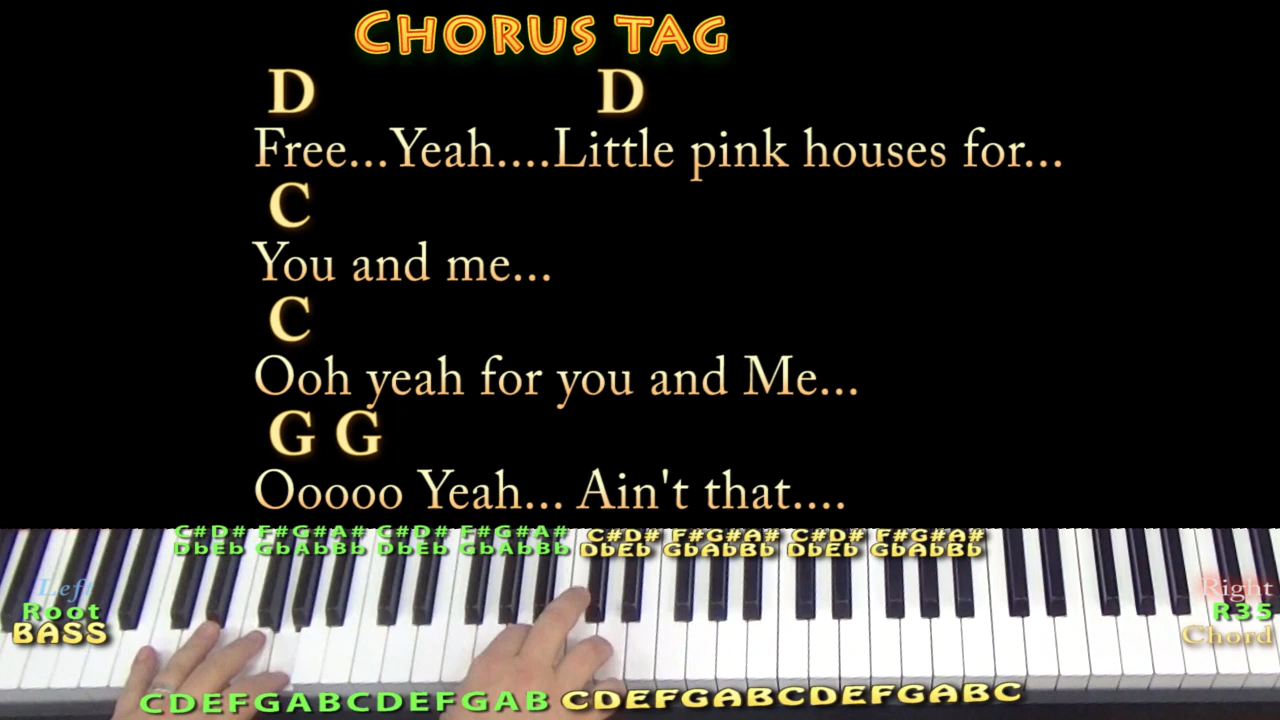 CHORUS TAG
D D
Free...Yeah....Little pink houses for...
C
You and me...
C
Ooh yeah for you and Me...
G G
Ooooo Yeah... Ain't that....
C#D# F#G#A# C#D# F#G#A# C#D# F#G#A# C#D# F#G#A#
DbEb GbAbBb DbEb GbAbBb DbEb GbAbBb DbEb GbAbBb
Left
Root
BASS
Right
R35
Chord
CDEFGABCDEFGAB CDEFGABCDEFGABC